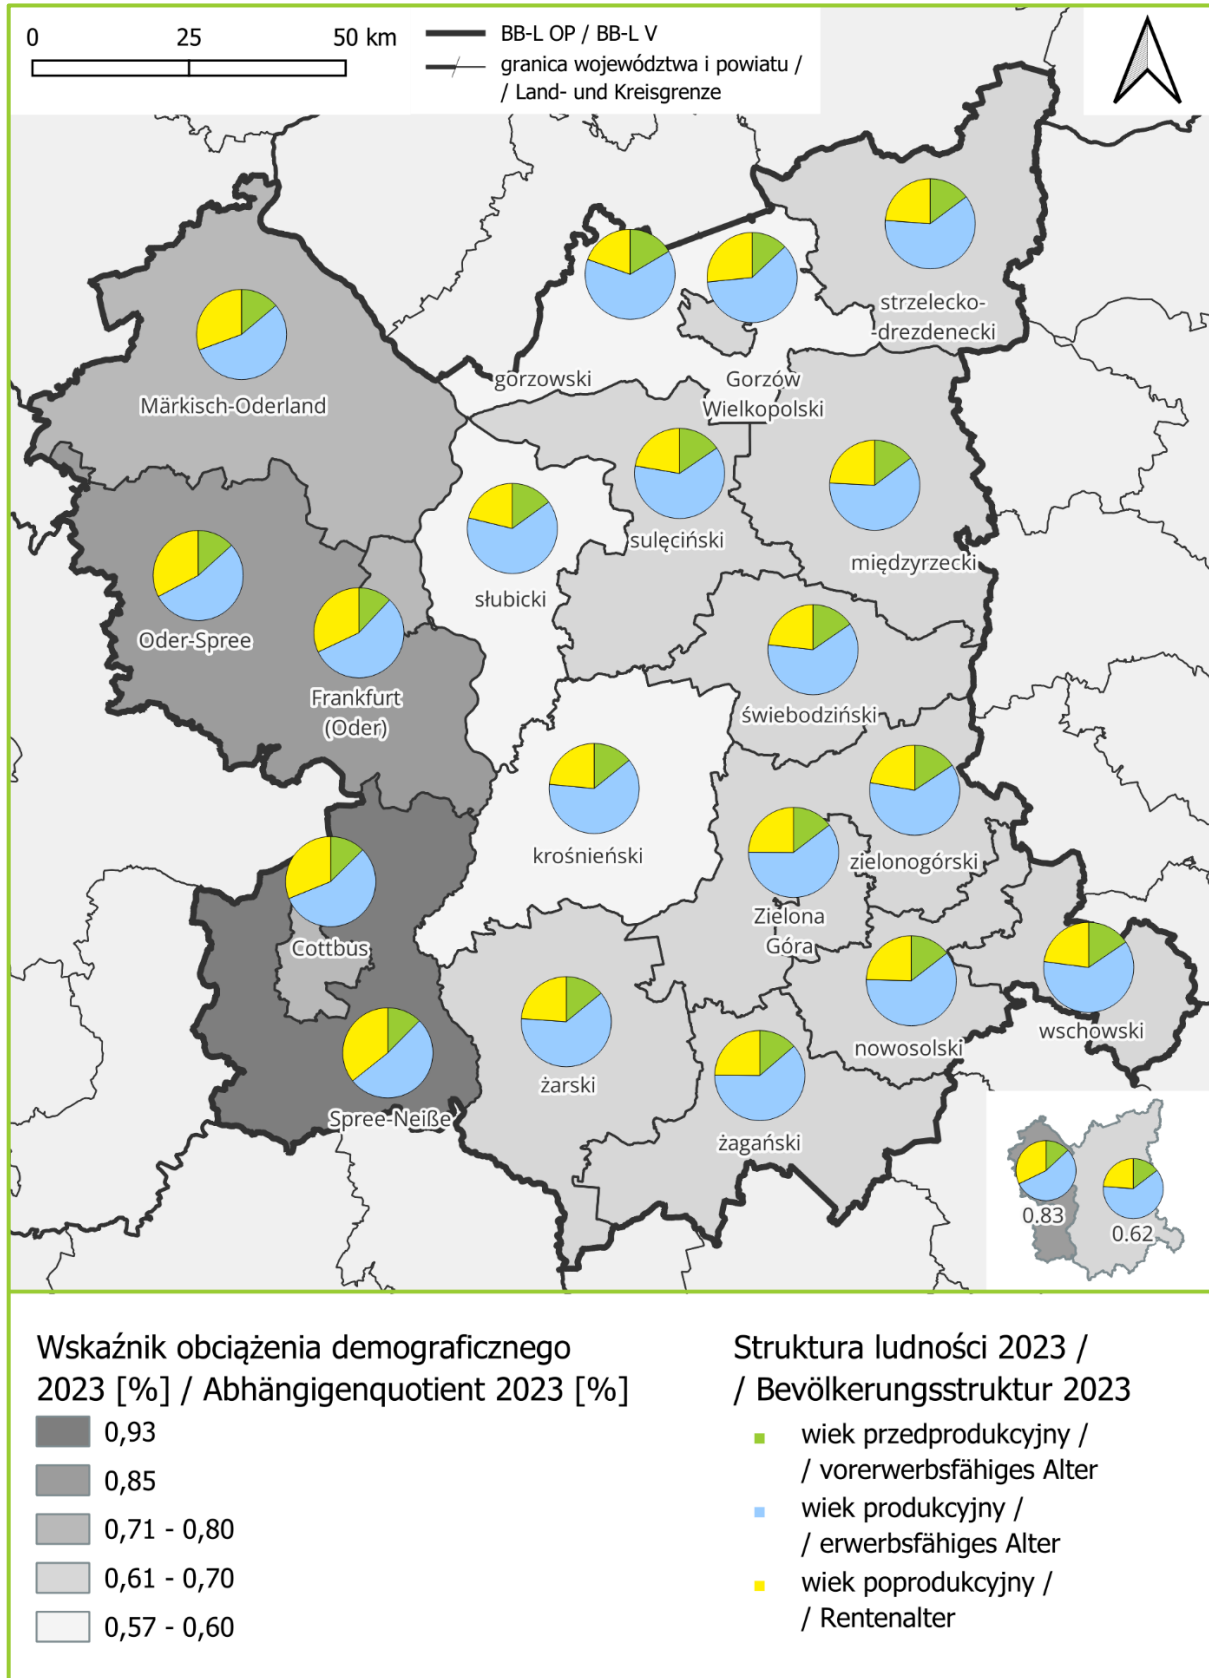 0 25 50 km
BB-L OP / BB-L V
granica województwa i powiatu /
/ Land- und Kreisgrenze
strzelecko-
-drezdenecki
Märkisch-Oderland
gorzowski
Gorzów
Wielkopolski
sulęciński
międzyrzecki
słubicki
Oder-Spree
Frankfurt
(Oder)
świebodziński
krośnieński
zielonogórski
Zielona
Góra
Cottbus
wschowski
nowosolski
żarski
Spree-Neiße
żagański
0.83
0.62
Wskaźnik obciążenia demograficznego
2023 [%] / Abhängigenquotient 2023 [%]
0,93
0,85
0,71 - 0,80
0,61 - 0,70
0,57 - 0,60
Struktura ludności 2023 /
/ Bevölkerungsstruktur 2023
wiek przedprodukcyjny /
/ vorerwerbsfähiges Alter
wiek produkcyjny /
/ erwerbsfähiges Alter
wiek poprodukcyjny /
/ Rentenalter